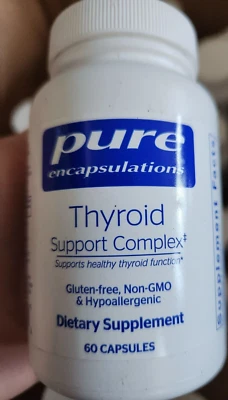 pure
encapsulations
Thyroid
Support Complex‡
Supports healthy thyroid function*
Gluten-free, Non-GMO
& Hypoallergenic
Dietary Supplement
60 CAPSULES
Supplement Facts